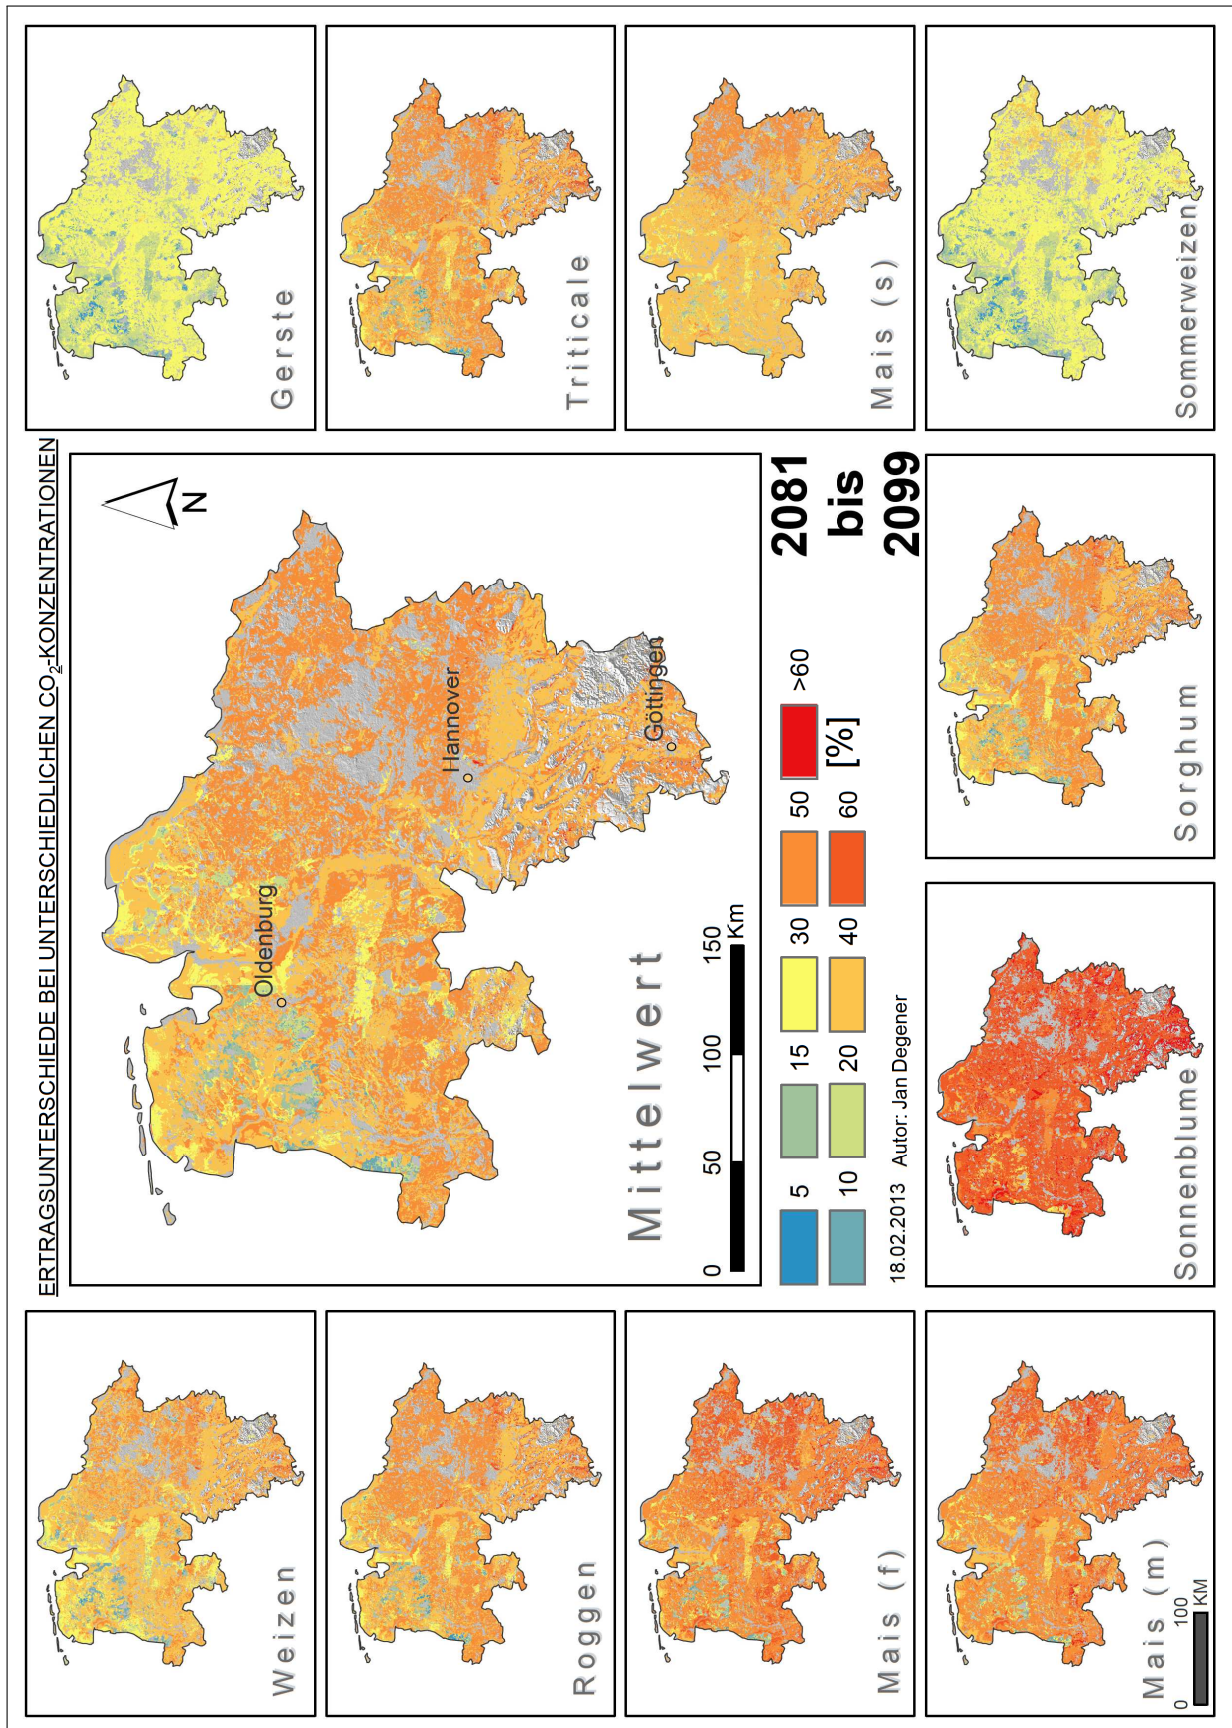 ERTRAGSUNTERSCHIEDE BEI UNTERSCHIEDLICHEN CO₂-KONZENTRATIONEN
Weizen
Gerste
Roggen
Triticale
Mais (f)
Mais (s)
Mais (m)
0 100
KM
Sonnenblume
Sorghum
Sommerweizen
N
Oldenburg
Hannover
Göttingen
Mittelwert
0 50 100 150
Km
5 15 30 50 >60
10 20 40 60 [%]
18.02.2013 Autor: Jan Degener
2081
bis
2099